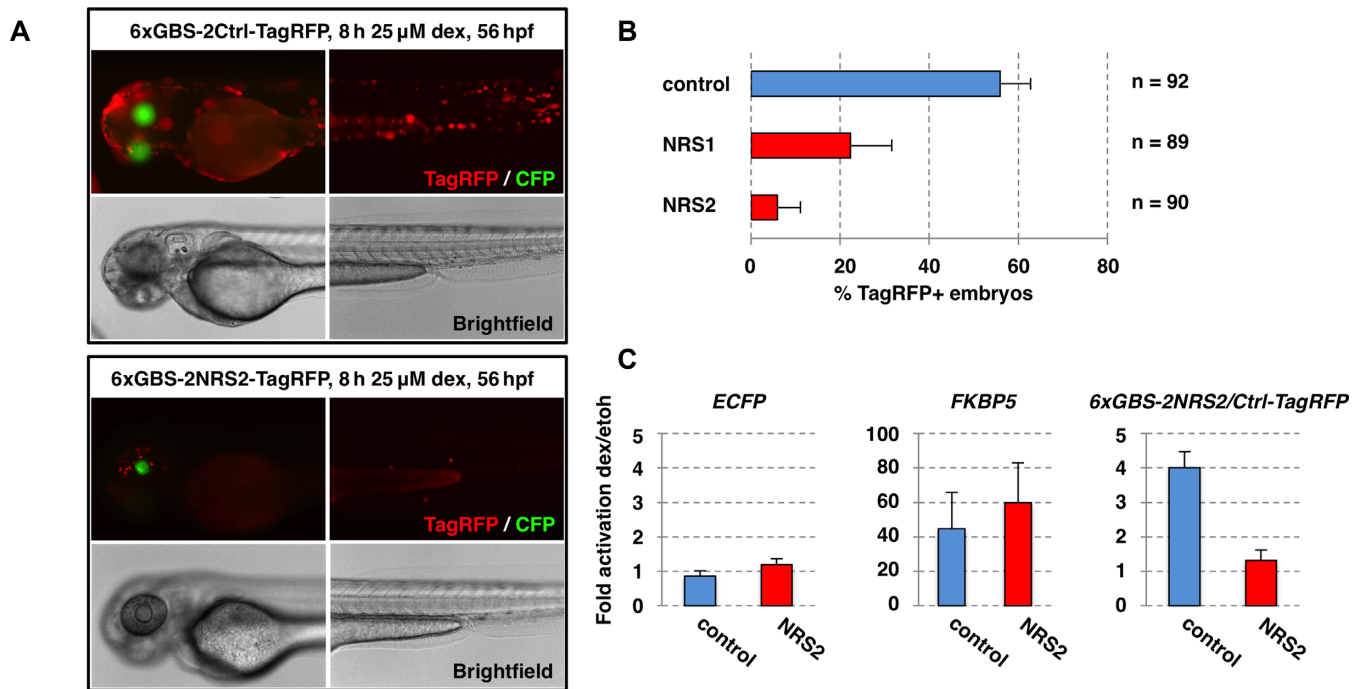 A
6xGBS-2Ctrl-TagRFP, 8 h 25 µM dex, 56 hpf
TagRFP / CFP
Brightfield
6xGBS-2NRS2-TagRFP, 8 h 25 µM dex, 56 hpf
TagRFP / CFP
Brightfield
B
control
n = 92
NRS1
n = 89
NRS2
n = 90
0 20 40 60 80
% TagRFP+ embryos
C
Fold activation dex/etoh
ECFP
5
4
3
2
1
0
control NRS2
FKBP5
100
80
60
40
20
0
control NRS2
6xGBS-2NRS2/Ctrl-TagRFP
5
4
3
2
1
0
control NRS2